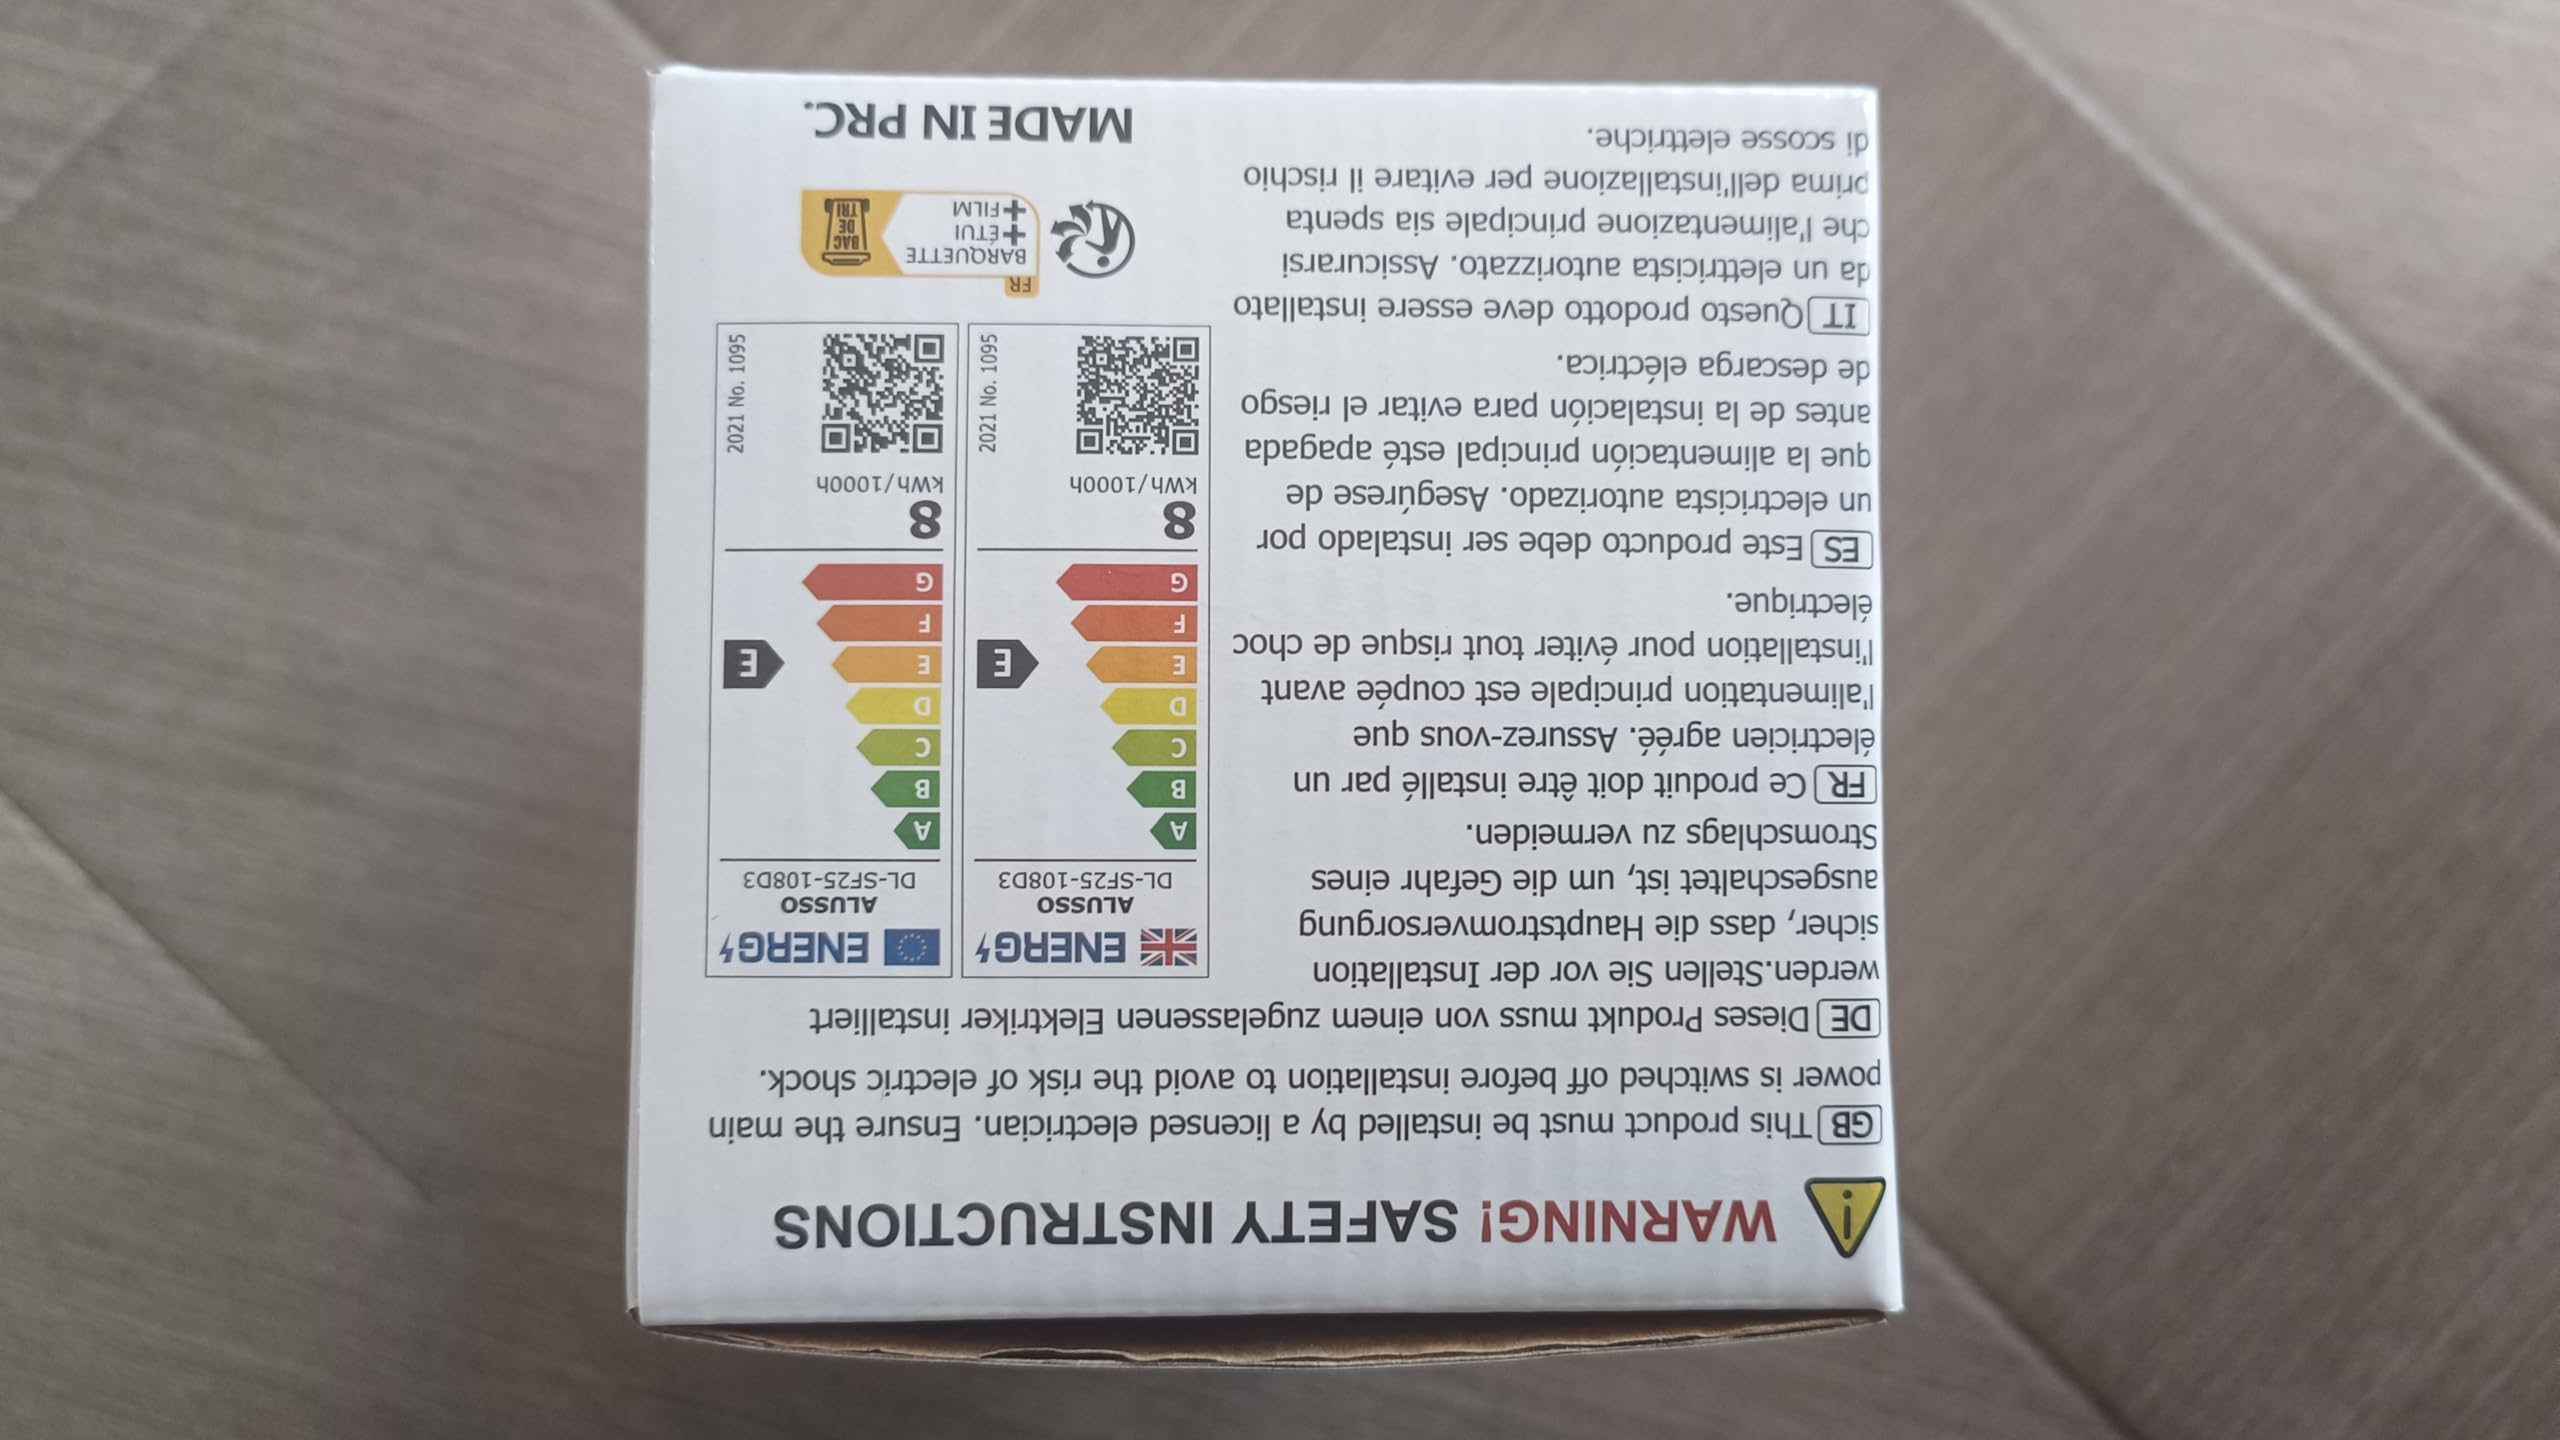 WARNING! SAFETY INSTRUCTIONS
GB This product must be installed by a licensed electrician. Ensure the main
power is switched off before installation to avoid the risk of electric shock.
DE Dieses Produkt muss von einem zugelassenen Elektriker installiert
werden.Stellen Sie vor der Installation
sicher, dass die Hauptstromversorgung
ausgeschaltet ist, um die Gefahr eines
Stromschlags zu vermeiden.
FR Ce produit doit être installé par un
électricien agréé. Assurez-vous que
l'alimentation principale est coupée avant
l'installation pour éviter tout risque de choc
électrique.
ES Este producto debe ser instalado por
un electricista autorizado. Asegúrese de
que la alimentación principal esté apagada
antes de la instalación para evitar el riesgo
de descarga eléctrica.
IT Questo prodotto deve essere installato
da un elettricista autorizzato. Assicurarsi
che l'alimentazione principale sia spenta
prima dell'installazione per evitare il rischio
di scosse elettriche.
ENERG
ALUSSO
DL-SF25-108D3
A
B
C
D
E
F
G
E
8
kWh/1000h
2021 No. 1095
ENERG
ALUSSO
DL-SF25-108D3
A
B
C
D
E
F
G
E
8
kWh/1000h
2021 No. 1095
FR
BARQUETTE
+ ÉTUI
+ FILM
BAC
DE
TRI
MADE IN PRC.